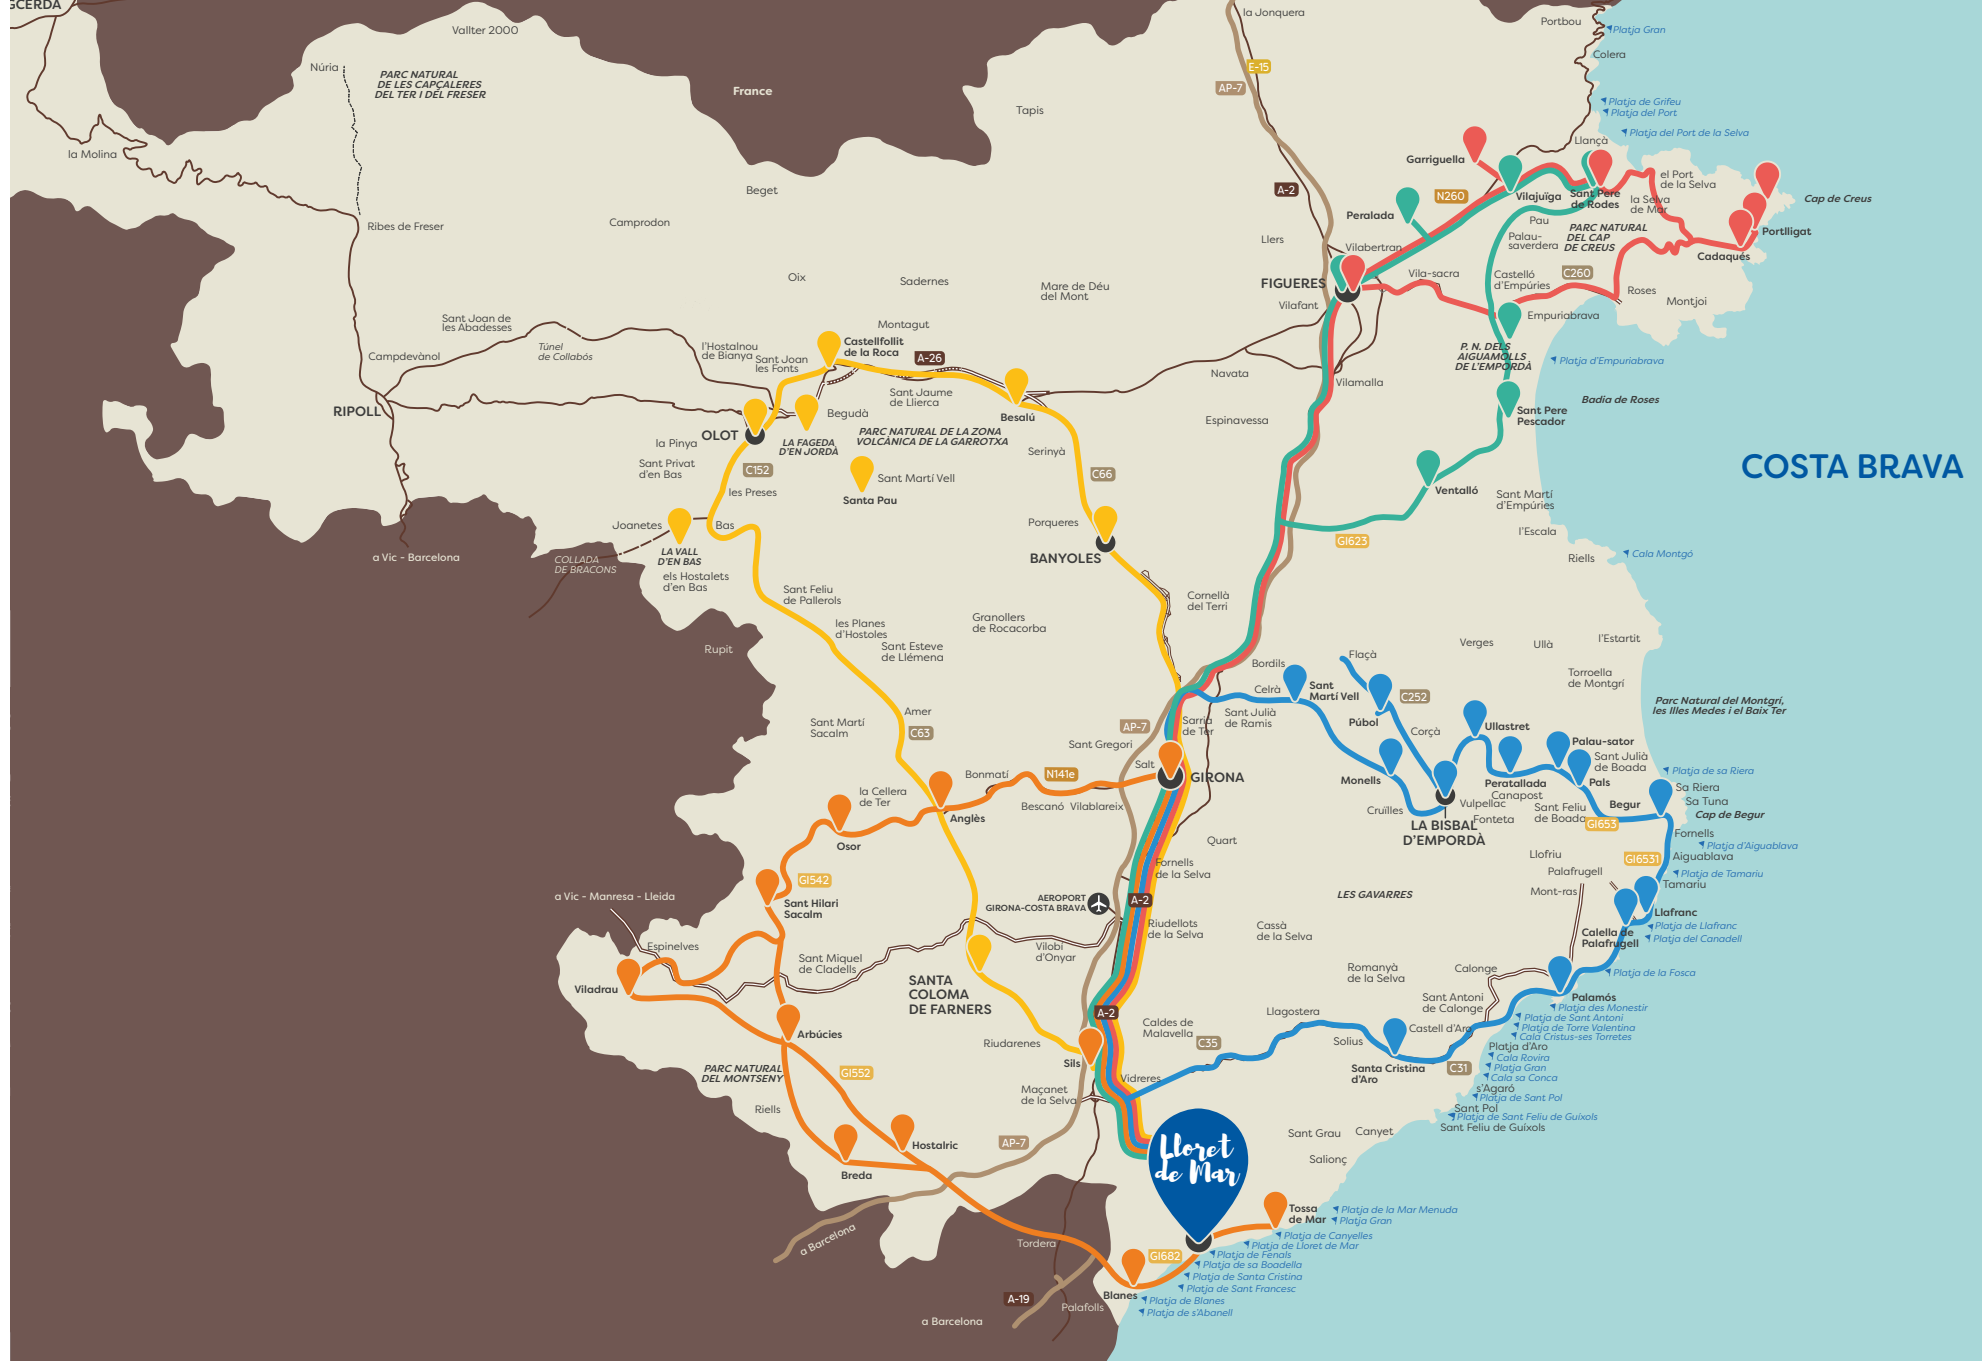 GCERDÀ
Vallter 2000
la Jonquera
Portbou
Platja Gran
Colera
Núria
PARC NATURAL
DE LES CAPÇALERES
DEL TER I DEL FRESER
France
E-15
AP-7
Tapis
Platja de Grifeu
Platja del Port
Platja del Port de la Selva
Llançà
la Molina
Garriguella
el Port
de la Selva
A-2
N260
Vilajuïga
Sant Pere
de Rodes
la Selva
de Mar
Cap de Creus
Beget
Peralada
Pau
Ribes de Freser
Camprodon
Llers
Vilabertran
Palau-
saverdera
PARC NATURAL
DEL CAP
DE CREUS
Portlligat
Cadaqués
Oix
Sadernes
Mare de Déu
del Mont
FIGUERES
Vila-sacra
Castelló
d'Empúries
C260
Roses
Montjoi
Vilafant
Empuriabrava
Sant Joan de
les Abadesses
Montagut
Túnel
de Collabós
l'Hostalnou
de Bianya
Sant Joan
les Fonts
Castellfollit
de la Roca
A-26
Campdevànol
P. N. DELS
AIGUAMOLLS
DE L'EMPORDÀ
Platja d'Empuriabrava
Navata
Vilamalla
Sant Jaume
de Llierca
Badia de Roses
RIPOLL
Begudà
Besalú
Espinavessa
Sant Pere
Pescador
OLOT
LA FAGEDA
D'EN JORDÀ
PARC NATURAL DE LA ZONA
VOLCÀNICA DE LA GARROTXA
la Pinya
Serinyà
Sant Privat
d'en Bas
C152
Sant Martí Vell
C66
COSTA BRAVA
les Preses
Santa Pau
Ventalló
Sant Martí
d'Empúries
Joanetes
Bas
Porqueres
l'Escala
GI623
a Vic - Barcelona
COLLADA
DE BRACONS
LA VALL
D'EN BAS
BANYOLES
Riells
Cala Montgó
els Hostalets
d'en Bas
Sant Feliu
de Pallerols
Cornellà
del Terri
les Planes
d'Hostoles
Granollers
de Rocacorba
Rupit
Sant Esteve
de Llémena
Verges
Ullà
l'Estartit
Bordils
Flaçà
Torroella
de Montgrí
Celrà
Sant
Martí Vell
C252
Parc Natural del Montgrí,
les Illes Medes i el Baix Ter
Sant Martí
Sacalm
Amer
C63
AP-7
Sarrià
de Ter
Sant Julià
de Ramis
Púbol
Corçà
Ullastret
Palau-sator
Sant Gregori
Salt
Sant Julià
de Boada
Platja de sa Riera
Bonmatí
N141e
GIRONA
Monells
Peratallada
Canapost
Pals
Sa Riera
Sa Tuna
la Cellera
de Ter
Bescanó
Vilablareix
Vulpellac
Sant Feliu
de Boada
Begur
Cap de Begur
Anglès
Cruïlles
Fonteta
LA BISBAL
D'EMPORDÀ
GI653
Fornells
Osor
Quart
Platja d'Aiguablava
Llofriu
GI6531
Aiguablava
Fornells
de la Selva
Palafrugell
Platja de Tamariu
GI542
Tamariu
a Vic - Manresa - Lleida
Sant Hilari
Sacalm
AEROPORT
GIRONA-COSTA BRAVA
A-2
LES GAVARRES
Mont-ras
Llafranc
Riudellots
de la Selva
Cassà
de la Selva
Platja de Llafranc
Calella de
Palafrugell
Platja del Canadell
Espinelves
Vilobí
d'Onyar
Sant Miquel
de Cladells
Romanyà
de la Selva
Calonge
Platja de la Fosca
Viladrau
SANTA
COLOMA
DE FARNERS
Sant Antoni
de Calonge
Palamós
Platja des Monestir
A-2
Llagostera
Platja de Sant Antoni
Caldes de
Malavella
Castell d'Aro
Platja de Torre Valentina
Cala Cristus-ses Torretes
Arbúcies
Riudarenes
C35
Solius
Platja d'Aro
Cala Rovira
Sils
Santa Cristina
d'Aro
C31
Platja Gran
PARC NATURAL
DEL MONTSENY
GI552
Vidreres
Cala sa Conca
s'Agaró
Maçanet
de la Selva
Platja de Sant Pol
Riells
Sant Pol
Platja de Sant Feliu de Guíxols
Sant Feliu de Guíxols
Hostalric
AP-7
Sant Grau
Canyet
Lloret
de Mar
Salionç
Breda
Tossa
de Mar
Platja de la Mar Menuda
Platja Gran
a Barcelona
Tordera
Platja de Canyelles
Platja de Lloret de Mar
GI682
Platja de Fenals
Platja de sa Boadella
Platja de Santa Cristina
Platja de Sant Francesc
Blanes
A-19
Palafolls
Platja de Blanes
Platja de s'Abanell
a Barcelona